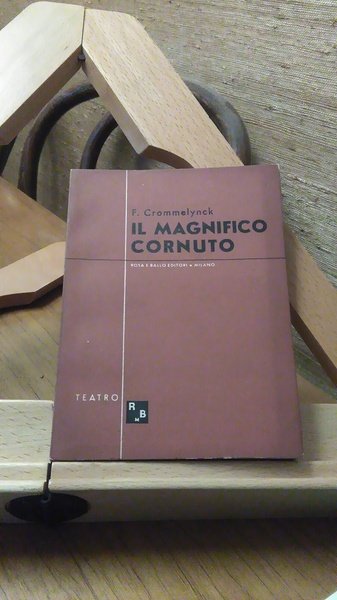 F. Crommelynck
IL MAGNIFICO
CORNUTO
ROSA E BALLO EDITORI • MILANO
TEATRO
R
B
M